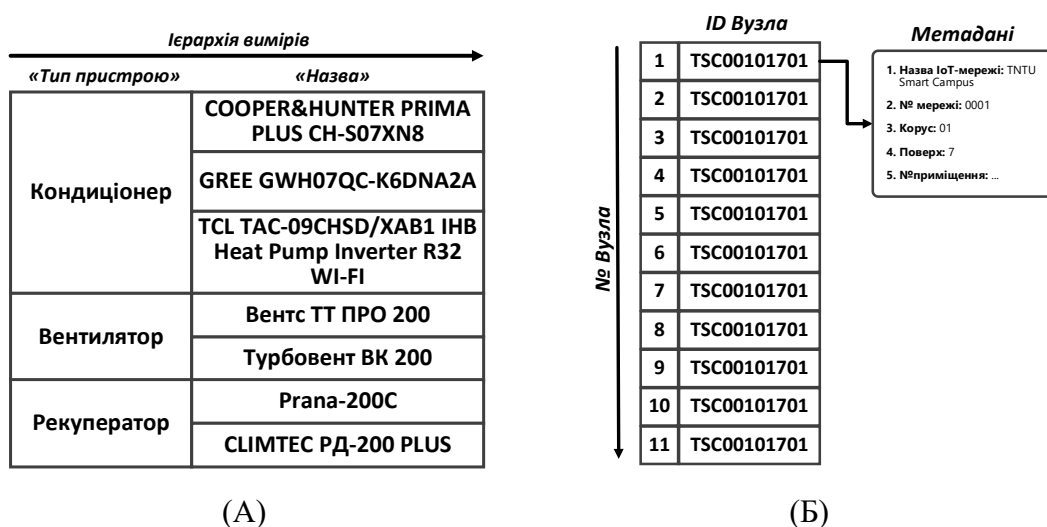 Ієрархія вимірів
«Тип пристрою» «Назва»
Кондиціонер
COOPER&HUNTER PRIMA
PLUS CH-S07XN8
GREE GWH07QC-K6DNA2A
TCL TAC-09CHSD/XAB1 IHB
Heat Pump Inverter R32
WI-FI
Вентилятор
Вентс ТТ ПРО 200
Турбовент ВК 200
Рекуператор
Prana-200C
CLIMTEC РД-200 PLUS
(А)
ID Вузла
№ Вузла
1 TSC00101701
2 TSC00101701
3 TSC00101701
4 TSC00101701
5 TSC00101701
6 TSC00101701
7 TSC00101701
8 TSC00101701
9 TSC00101701
10 TSC00101701
11 TSC00101701
Метадані
1. Назва IoT-мережі: TNTU
Smart Campus
2. № мережі: 0001
3. Корус: 01
4. Поверх: 7
5. №приміщення: ...
(Б)